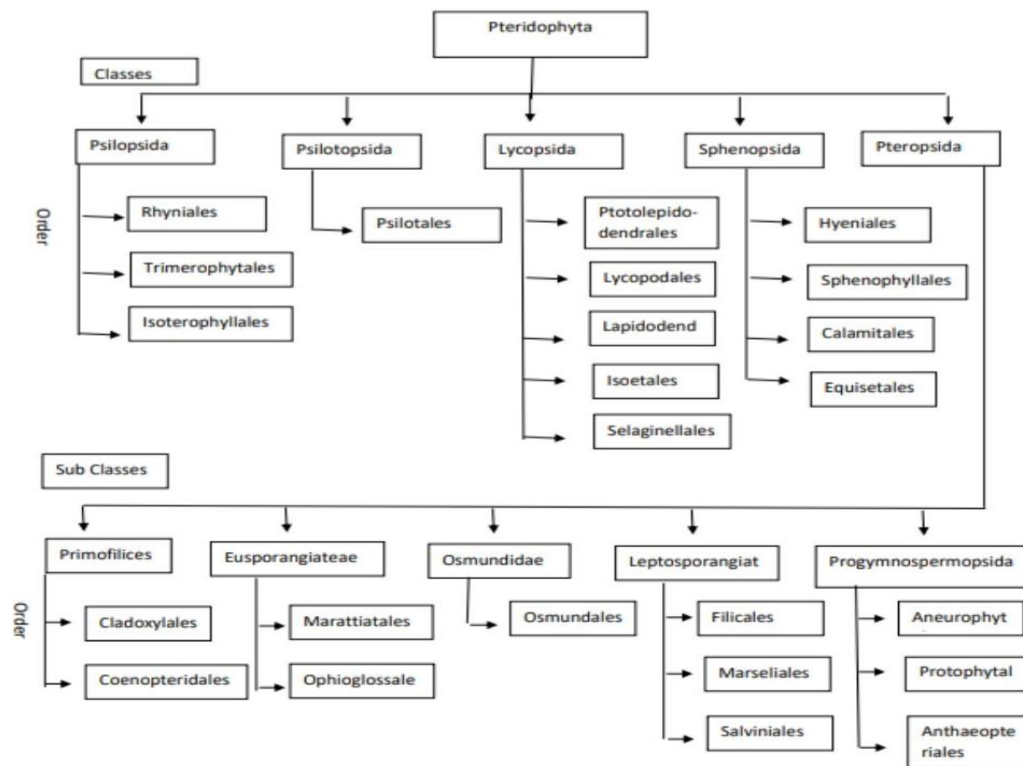 Pteridophyta
Classes
Psilopsida
Psilotopsida
Lycopsida
Sphenopsida
Pteropsida
Order
Rhyniales
Trimerophytales
Isoterophyllales
Psilotales
Ptotolepido-
dendrales
Lycopodales
Lapidodend
Isoetales
Selaginellales
Hyeniales
Sphenophyllales
Calamitales
Equisetales
Sub Classes
Primofilices
Eusporangiateae
Osmundidae
Leptosporangiat
Progymnospermopsida
Order
Cladoxylales
Coenopteridales
Marattiatales
Ophioglossale
Osmundales
Filicales
Marseliales
Salviniales
Aneurophyt
Protophytal
Anthaeopte
riales